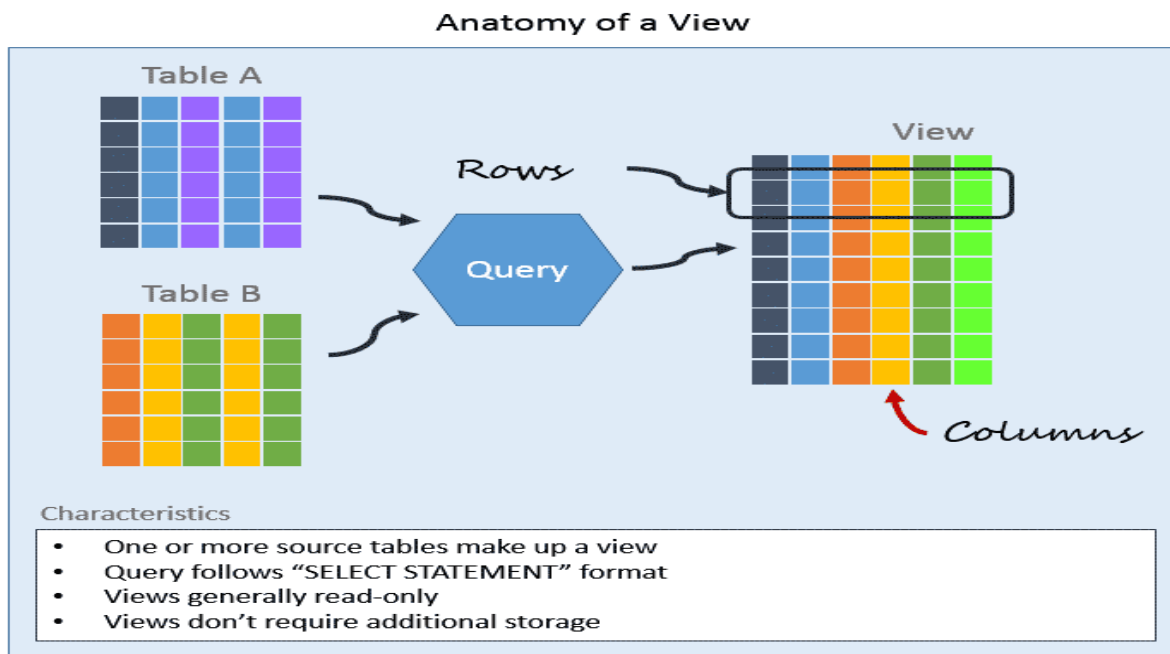 Anatomy of a View
Table A
View
Rows
Query
Table B
Columns
Characteristics
• One or more source tables make up a view
• Query follows “SELECT STATEMENT” format
• Views generally read-only
• Views don’t require additional storage